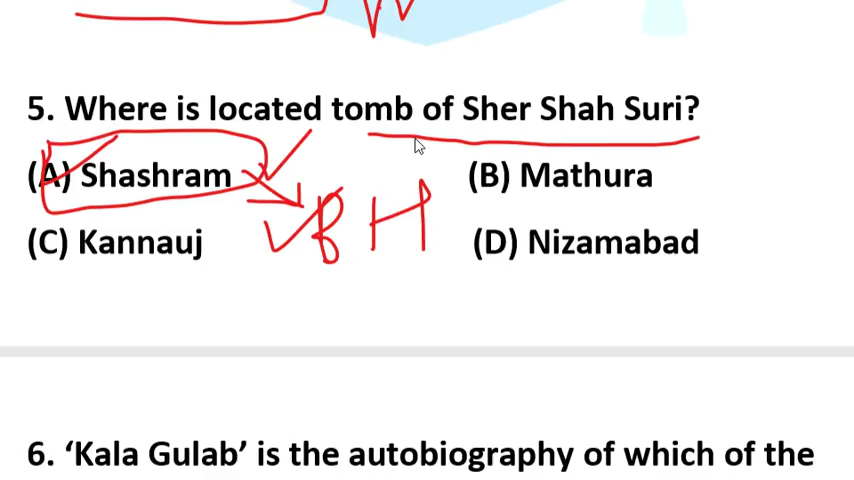 5. Where is located tomb of Sher Shah Suri?
(A) Shashram
(B) Mathura
BH
(C) Kannauj
(D) Nizamabad
6. ‘Kala Gulab’ is the autobiography of which of the